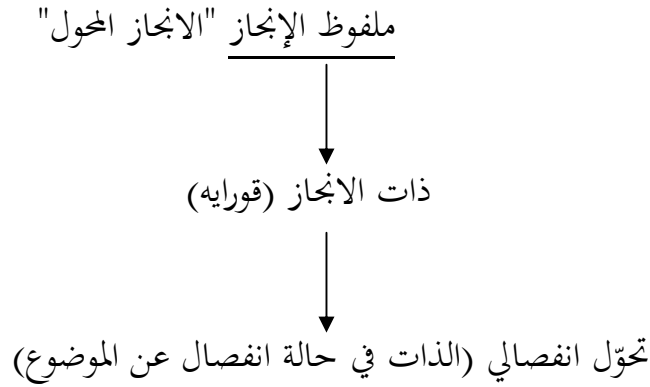 ملفوظ الإنجاز "الانجاز المحول"
ذات الانجاز (قورايه)
تحوّل انفصالي (الذات في حالة انفصال عن الموضوع)